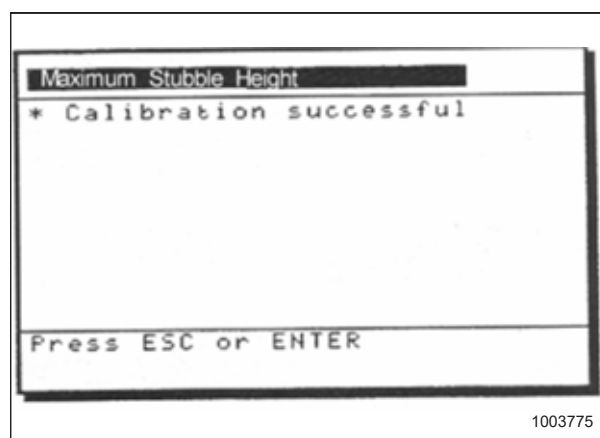 Maximum Stubble Height
* Calibration successful
Press ESC or ENTER
1003775